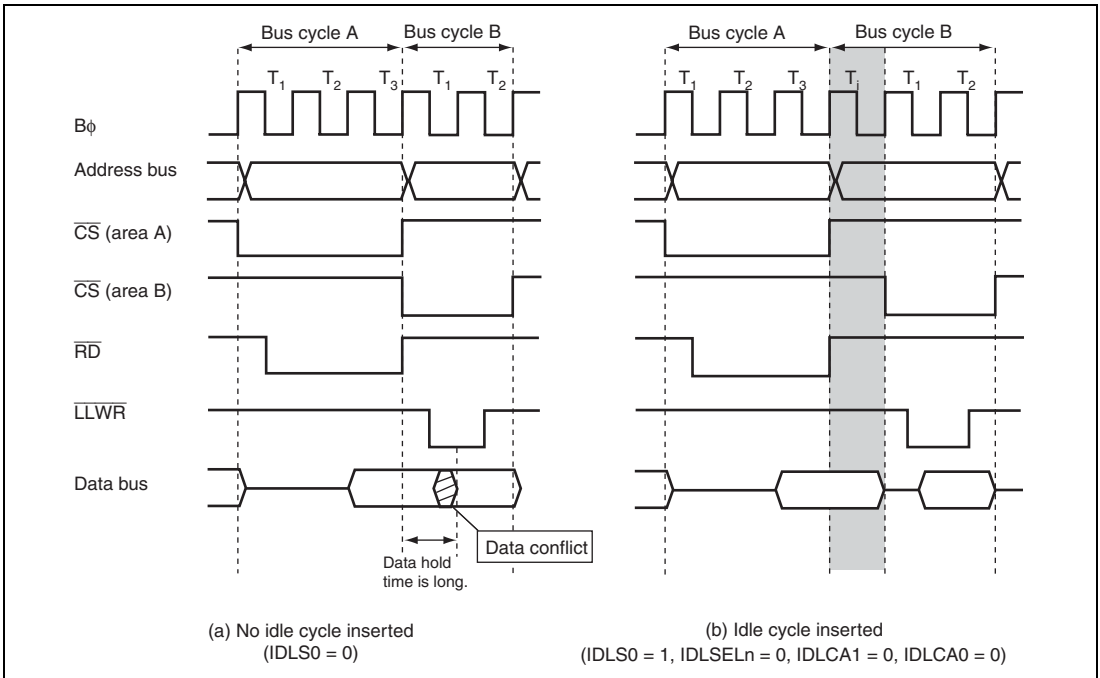 Bus cycle A
Bus cycle B
T1
T2
T3
T1
T2
Bφ
Address bus
CS (area A)
CS (area B)
RD
LLWR
Data bus
Data conflict
Data hold
time is long.
(a) No idle cycle inserted
(IDLS0 = 0)
Bus cycle A
Bus cycle B
T1
T2
T3
Ti
T1
T2
(b) Idle cycle inserted
(IDLS0 = 1, IDLSELn = 0, IDLCA1 = 0, IDLCA0 = 0)